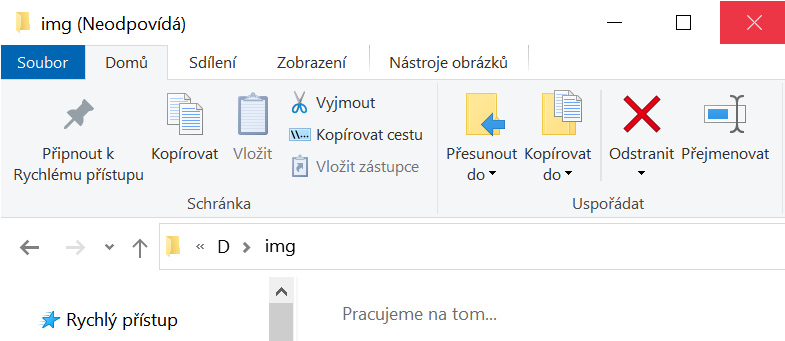 img (Neodpovídá)
Soubor Domů Sdílení Zobrazení Nástroje obrázků
Připnout k Rychlému přístupu
Kopírovat
Vložit
Vyjmout
\\... Kopírovat cestu
Vložit zástupce
Schránka
Přesunout do
Kopírovat do
Odstranit
Přejmenovat
Uspořádat
« D > img
Rychlý přístup
Pracujeme na tom...